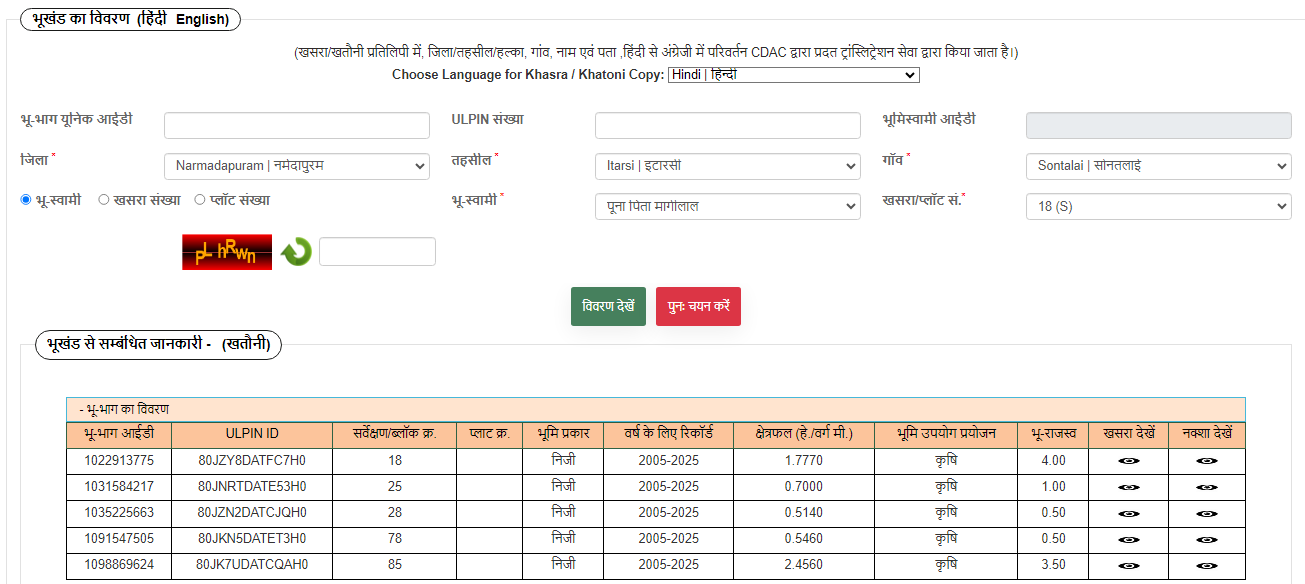 भूखंड का विवरण (हिंदी English)
(खसरा/खतौनी प्रतिलिपी में, जिला/तहसील/हल्का, गांव, नाम एवं पता ,हिंदी से अंग्रेजी में परिवर्तन CDAC द्वारा प्रदत ट्रांस्लिट्रेशन सेवा द्वारा किया जाता है।)
Choose Language for Khasra / Khatoni Copy: Hindi | हिन्दी
भू-भाग यूनिक आईडी ULPIN संख्या भूमिस्वामी आईडी
जिला * Narmadapuram | नर्मदापुरम तहसील * Itarsi | इटारसी गाँव * Sontalai | सोनतलाई
भू-स्वामी खसरा संख्या प्लॉट संख्या भू-स्वामी * पूना पिता मांगीलाल खसरा/प्लॉट सं.* 18 (S)
pLhRwn
विवरण देखें पुनः चयन करें
भूखंड से सम्बंधित जानकारी - (खतौनी)
- भू-भाग का विवरण
भू-भाग आईडी ULPIN ID सर्वेक्षण/ब्लॉक क्र. प्लाट क्र. भूमि प्रकार वर्ष के लिए रिकॉर्ड क्षेत्रफल (हे./वर्ग मी.) भूमि उपयोग प्रयोजन भू-राजस्व खसरा देखें नक्शा देखें
1022913775 80JZY8DATFC7H0 18 निजी 2005-2025 1.7770 कृषि 4.00
1031584217 80JNRTDATE53H0 25 निजी 2005-2025 0.7000 कृषि 1.00
1035225663 80JZN2DATCJQH0 28 निजी 2005-2025 0.5140 कृषि 0.50
1091547505 80JKN5DATET3H0 78 निजी 2005-2025 0.5460 कृषि 0.50
1098869624 80JK7UDATCQAH0 85 निजी 2005-2025 2.4560 कृषि 3.50